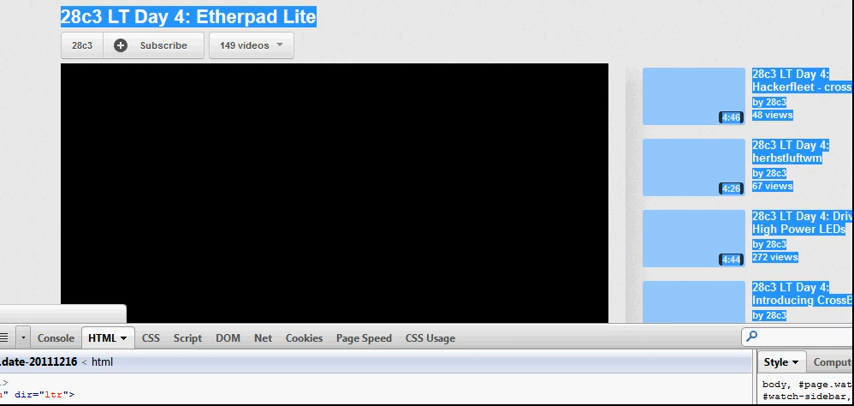 28c3 LT Day 4: Etherpad Lite
28c3 Subscribe 149 videos
28c3 LT Day 4:
Hackerfleet - cross
by 28c3
48 views
4:46
28c3 LT Day 4:
herbstluftwm
by 28c3
67 views
4:26
28c3 LT Day 4: Driv
High Power LEDs
by 28c3
272 views
4:44
28c3 LT Day 4:
Introducing CrossE
by 28c3
Console HTML CSS Script DOM Net Cookies Page Speed CSS Usage
.date-20111216 < html
Style Comput
" dir="ltr">
body, #page.wat
#watch-sidebar,